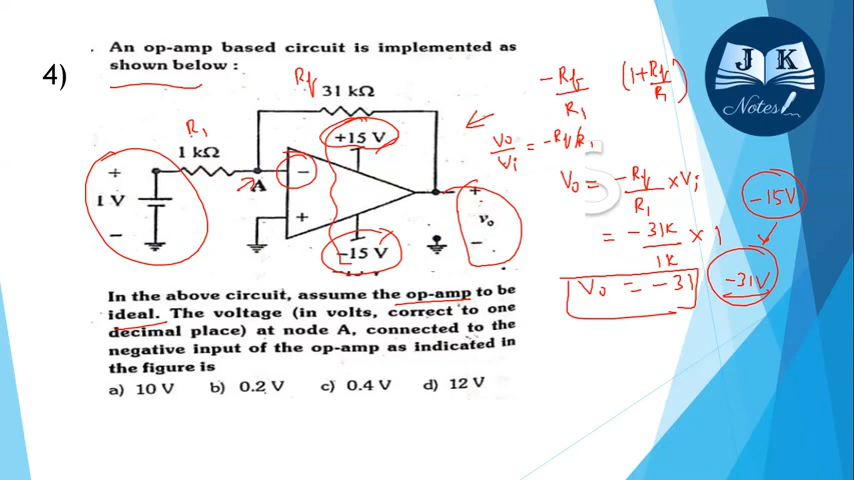 4)
. An op-amp based circuit is implemented as
shown below :
Rf 31 kΩ
R1
1 kΩ
+15 V
+
1 V
−
A
−
+
−15 V
+
vo
−
In the above circuit, assume the op-amp to be
ideal. The voltage (in volts, correct to one
decimal place) at node A, connected to the
negative input of the op-amp as indicated in
the figure is
a) 10 V b) 0.2 V c) 0.4 V d) 12 V
-Rf/R1 (1+Rf/R1)
Vo/Vi = -Rf/R1
Vo = -Rf/R1 × Vi
= -31K/1K × 1
Vo = -31
-15V
-31V
J K
Notes